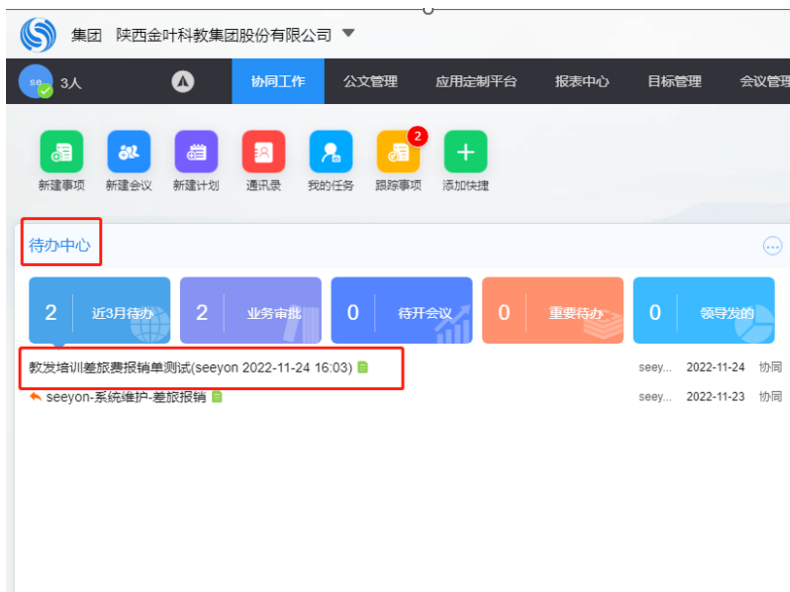 集团 陕西金叶科教集团股份有限公司
se 3人 协同工作 公文管理 应用定制平台 报表中心 目标管理 会议管理
2
新建事项 新建会议 新建计划 通讯录 我的任务 跟踪事项 添加快捷
待办中心
2 近3月待办 2 业务审批 0 待开会议 0 重要待办 0 领导发的
教发培训差旅费报销单测试(seeyon 2022-11-24 16:03) seey... 2022-11-24 协同
seeyon-系统维护-差旅报销 seey... 2022-11-23 协同